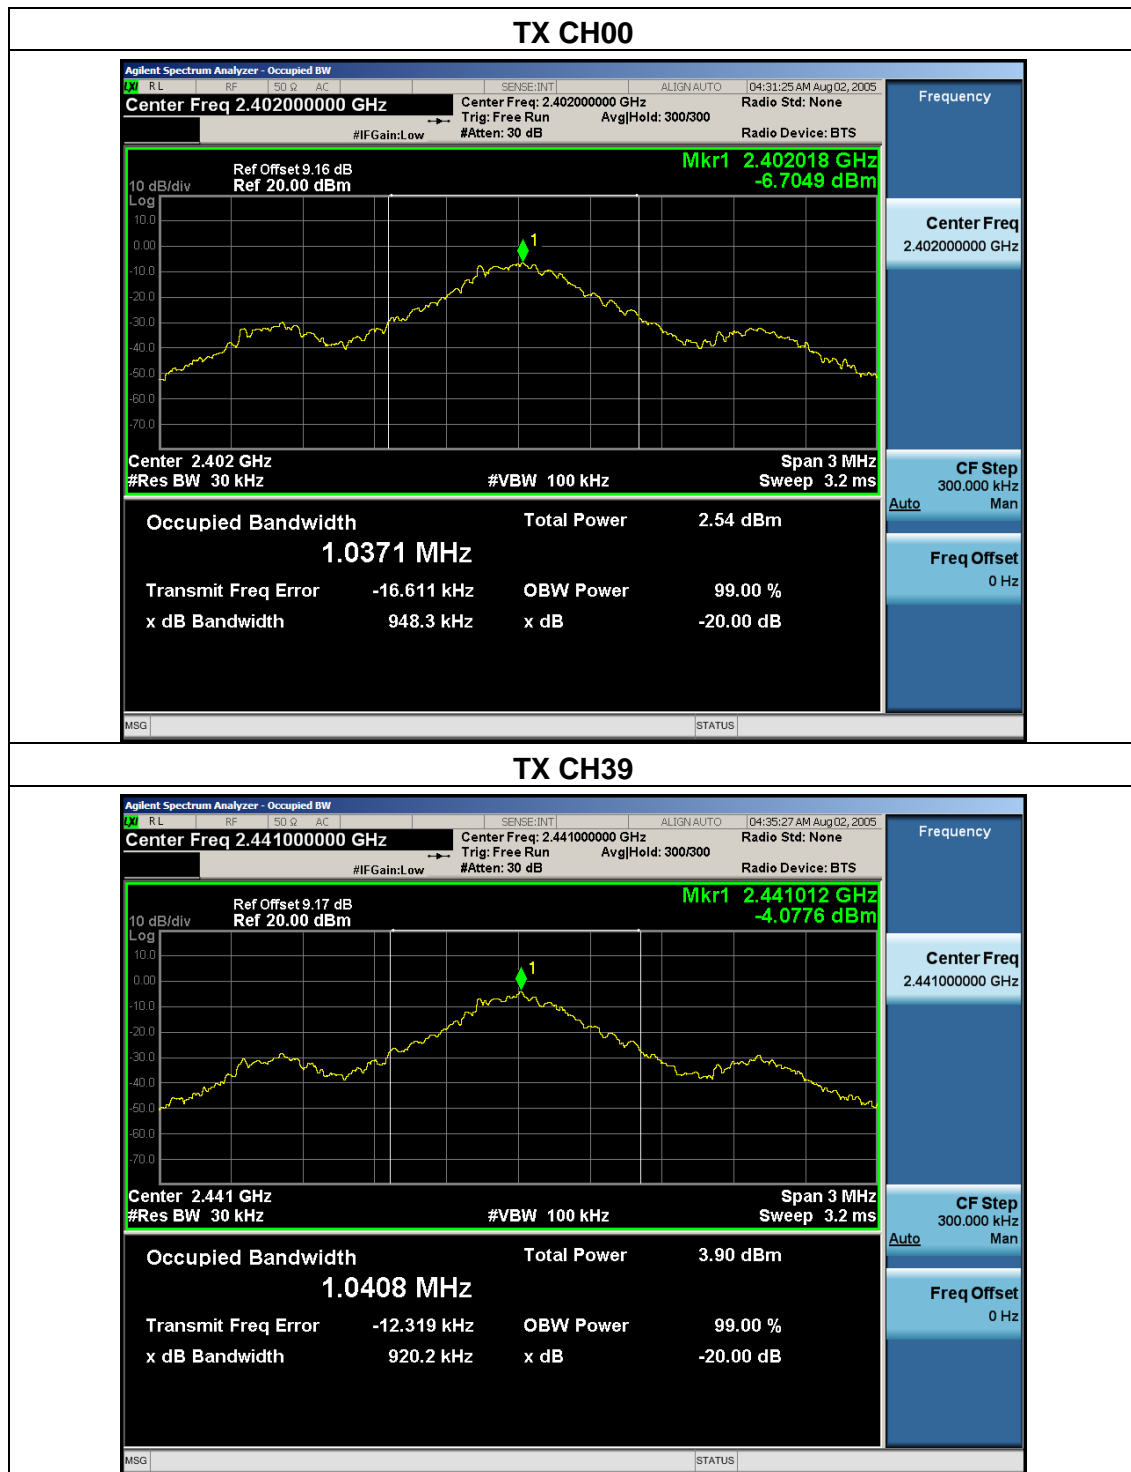 TX CH00
Agilent Spectrum Analyzer - Occupied BW
LXI RL RF 50 Ω AC SENSE:INT ALIGN AUTO 04:31:25 AM Aug 02, 2005
Center Freq 2.402000000 GHz
Center Freq: 2.402000000 GHz
Radio Std: None
Trig: Free Run Avg|Hold: 300/300
#IFGain:Low
#Atten: 30 dB
Radio Device: BTS
Frequency
Mkr1 2.402018 GHz
-6.7049 dBm
Ref Offset 9.16 dB
10 dB/div Ref 20.00 dBm
Log
10.0
0.00
-10.0
-20.0
-30.0
-40.0
-50.0
-60.0
-70.0
1
Center 2.402 GHz Span 3 MHz
#Res BW 30 kHz #VBW 100 kHz Sweep 3.2 ms
Center Freq
2.402000000 GHz
CF Step
300.000 kHz
Auto Man
Freq Offset
0 Hz
Occupied Bandwidth Total Power 2.54 dBm
1.0371 MHz
Transmit Freq Error -16.611 kHz OBW Power 99.00 %
x dB Bandwidth 948.3 kHz x dB -20.00 dB
MSG STATUS
TX CH39
Agilent Spectrum Analyzer - Occupied BW
LXI RL RF 50 Ω AC SENSE:INT ALIGN AUTO 04:35:27 AM Aug 02, 2005
Center Freq 2.441000000 GHz
Center Freq: 2.441000000 GHz
Radio Std: None
Trig: Free Run Avg|Hold: 300/300
#IFGain:Low
#Atten: 30 dB
Radio Device: BTS
Frequency
Mkr1 2.441012 GHz
-4.0776 dBm
Ref Offset 9.17 dB
10 dB/div Ref 20.00 dBm
Log
10.0
0.00
-10.0
-20.0
-30.0
-40.0
-50.0
-60.0
-70.0
1
Center 2.441 GHz Span 3 MHz
#Res BW 30 kHz #VBW 100 kHz Sweep 3.2 ms
Center Freq
2.441000000 GHz
CF Step
300.000 kHz
Auto Man
Freq Offset
0 Hz
Occupied Bandwidth Total Power 3.90 dBm
1.0408 MHz
Transmit Freq Error -12.319 kHz OBW Power 99.00 %
x dB Bandwidth 920.2 kHz x dB -20.00 dB
MSG STATUS